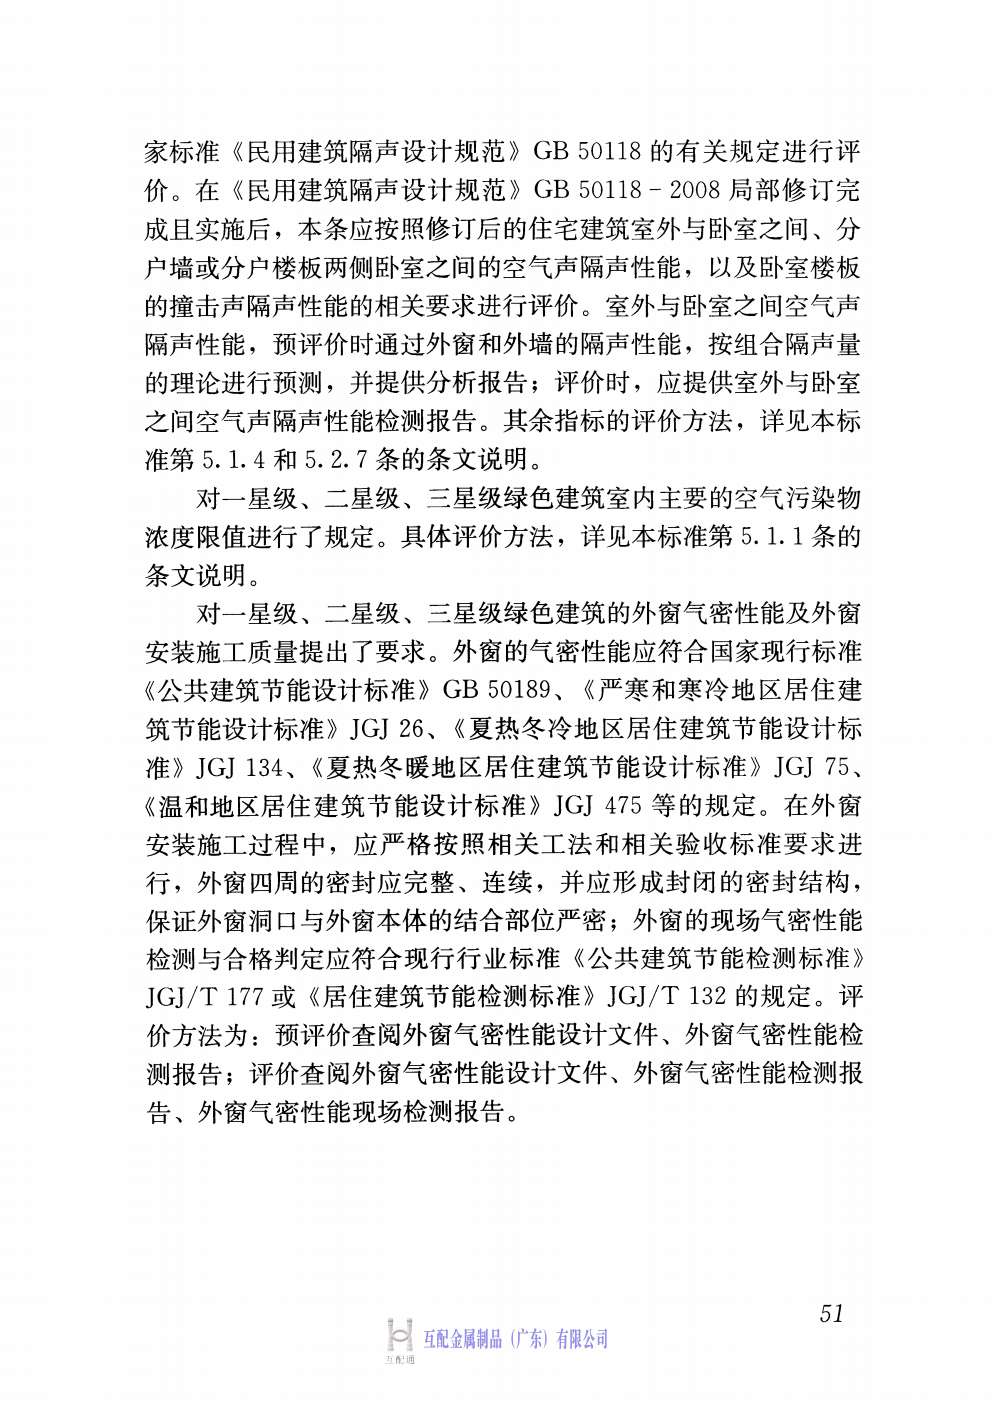 家标准《民用建筑隔声设计规范》GB 50118 的有关规定进行评
价。在《民用建筑隔声设计规范》GB 50118－2008 局部修订完
成且实施后，本条应按照修订后的住宅建筑室外与卧室之间、分
户墙或分户楼板两侧卧室之间的空气声隔声性能，以及卧室楼板
的撞击声隔声性能的相关要求进行评价。室外与卧室之间空气声
隔声性能，预评价时通过外窗和外墙的隔声性能，按组合隔声量
的理论进行预测，并提供分析报告；评价时，应提供室外与卧室
之间空气声隔声性能检测报告。其余指标的评价方法，详见本标
准第 5.1.4 和 5.2.7 条的条文说明。
对一星级、二星级、三星级绿色建筑室内主要的空气污染物
浓度限值进行了规定。具体评价方法，详见本标准第 5.1.1 条的
条文说明。
对一星级、二星级、三星级绿色建筑的外窗气密性能及外窗
安装施工质量提出了要求。外窗的气密性能应符合国家现行标准
《公共建筑节能设计标准》GB 50189、《严寒和寒冷地区居住建
筑节能设计标准》JGJ 26、《夏热冬冷地区居住建筑节能设计标
准》JGJ 134、《夏热冬暖地区居住建筑节能设计标准》JGJ 75、
《温和地区居住建筑节能设计标准》JGJ 475 等的规定。在外窗
安装施工过程中，应严格按照相关工法和相关验收标准要求进
行，外窗四周的密封应完整、连续，并应形成封闭的密封结构，
保证外窗洞口与外窗本体的结合部位严密；外窗的现场气密性能
检测与合格判定应符合现行行业标准《公共建筑节能检测标准》
JGJ/T 177 或《居住建筑节能检测标准》JGJ/T 132 的规定。评
价方法为：预评价查阅外窗气密性能设计文件、外窗气密性能检
测报告；评价查阅外窗气密性能设计文件、外窗气密性能检测报
告、外窗气密性能现场检测报告。
51
互配金属制品（广东）有限公司
互配通